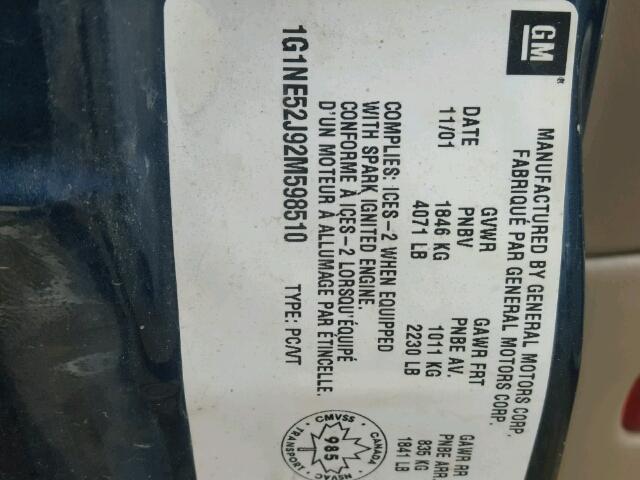 GM
MANUFACTURED BY GENERAL MOTORS CORP.
FABRIQUÉ PAR GENERAL MOTORS CORP.
DATE GVWR GAWR FRT GAWR RR
PNBV PNBE AV. PNBE ARR.
11/01 1846 KG 1011 KG 835 KG
4071 LB 2230 LB 1841 LB
COMPLIES: ICES-2 WHEN EQUIPPED
WITH SPARK IGNITED ENGINE.
CONFORME À ICES-2 LORSQU'ÉQUIPÉ
D'UN MOTEUR À ALLUMAGE PAR ÉTINCELLE.
1G1NE52J92M598510 TYPE: PC/VT
CMVSS
CANADA
NSVAC
TRANSPORT
985